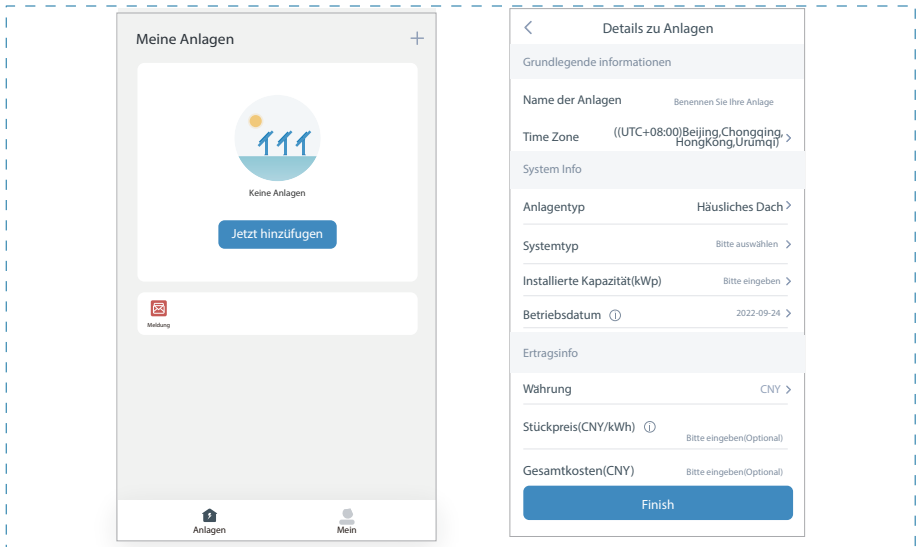 Meine Anlagen
Keine Anlagen
Jetzt hinzufügen
Meldung
Anlagen
Mein
Details zu Anlagen
Grundlegende informationen
Name der Anlagen Benennen Sie Ihre Anlage
Time Zone ((UTC+08:00)Beijing,Chongqing,
HongKong,Urumqi)
System Info
Anlagentyp Häusliches Dach
Systemtyp Bitte auswählen
Installierte Kapazität(kWp) Bitte eingeben
Betriebsdatum 2022-09-24
Ertragsinfo
Währung CNY
Stückpreis(CNY/kWh) Bitte eingeben(Optional)
Gesamtkosten(CNY) Bitte eingeben(Optional)
Finish